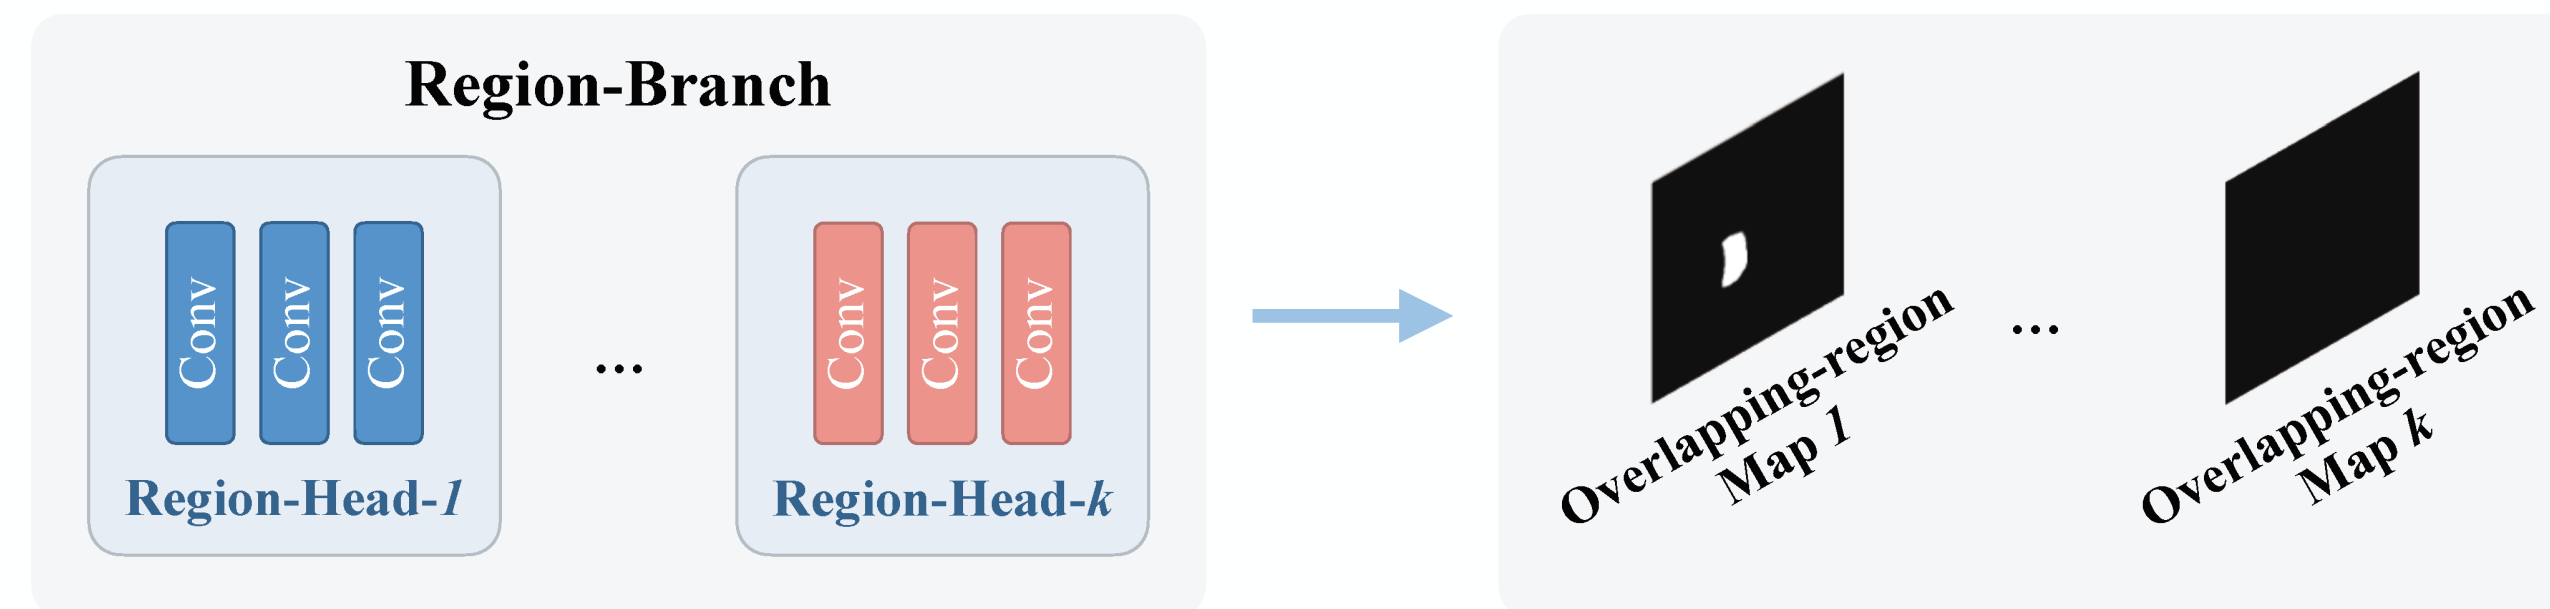 Region-Branch
Conv
Conv
Conv
Region-Head-1
...
Conv
Conv
Conv
Region-Head-k
Overlapping-region
Map 1
...
Overlapping-region
Map k